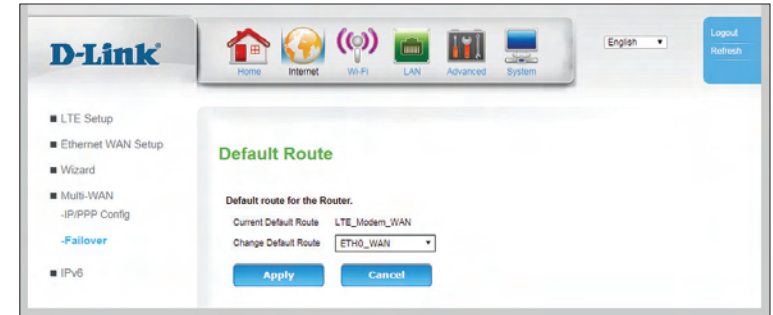 D-Link
Home Internet Wi-Fi LAN Advanced System
English
Logout
Refresh
LTE Setup
Ethernet WAN Setup
Wizard
Multi-WAN
-IP/PPP Config
-Failover
IPv6
Default Route
Default route for the Router.
Current Default Route LTE_Modem_WAN
Change Default Route ETH0_WAN
Apply Cancel